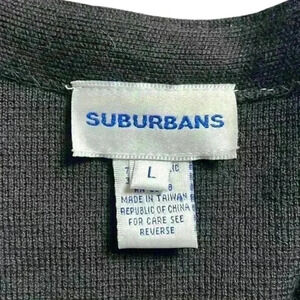 SUBURBANS
L
MADE IN TAIWAN
REPUBLIC OF CHINA
FOR CARE SEE
REVERSE